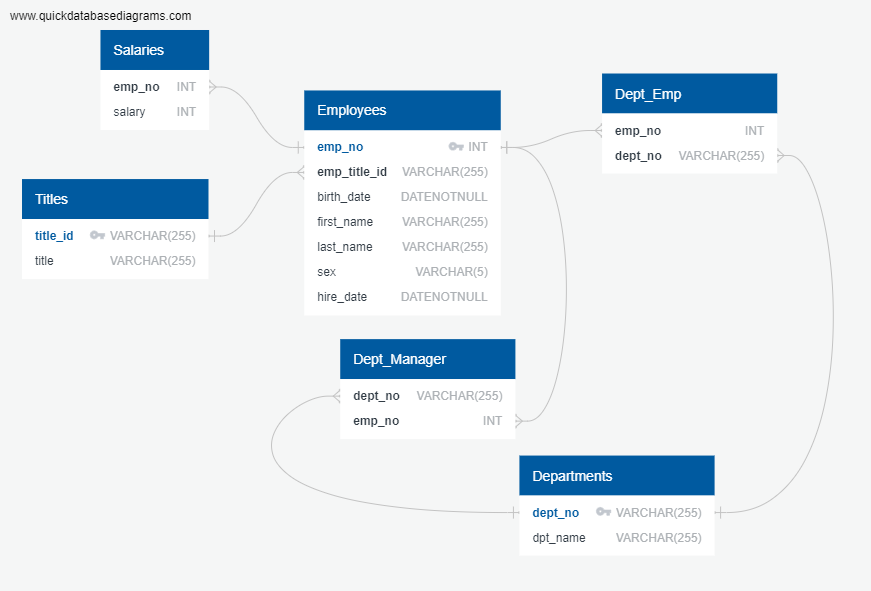 www.quickdatabasediagrams.com
Salaries
emp_no INT
salary INT
Titles
title_id VARCHAR(255)
title VARCHAR(255)
Employees
emp_no INT
emp_title_id VARCHAR(255)
birth_date DATENOTNULL
first_name VARCHAR(255)
last_name VARCHAR(255)
sex VARCHAR(5)
hire_date DATENOTNULL
Dept_Emp
emp_no INT
dept_no VARCHAR(255)
Dept_Manager
dept_no VARCHAR(255)
emp_no INT
Departments
dept_no VARCHAR(255)
dpt_name VARCHAR(255)